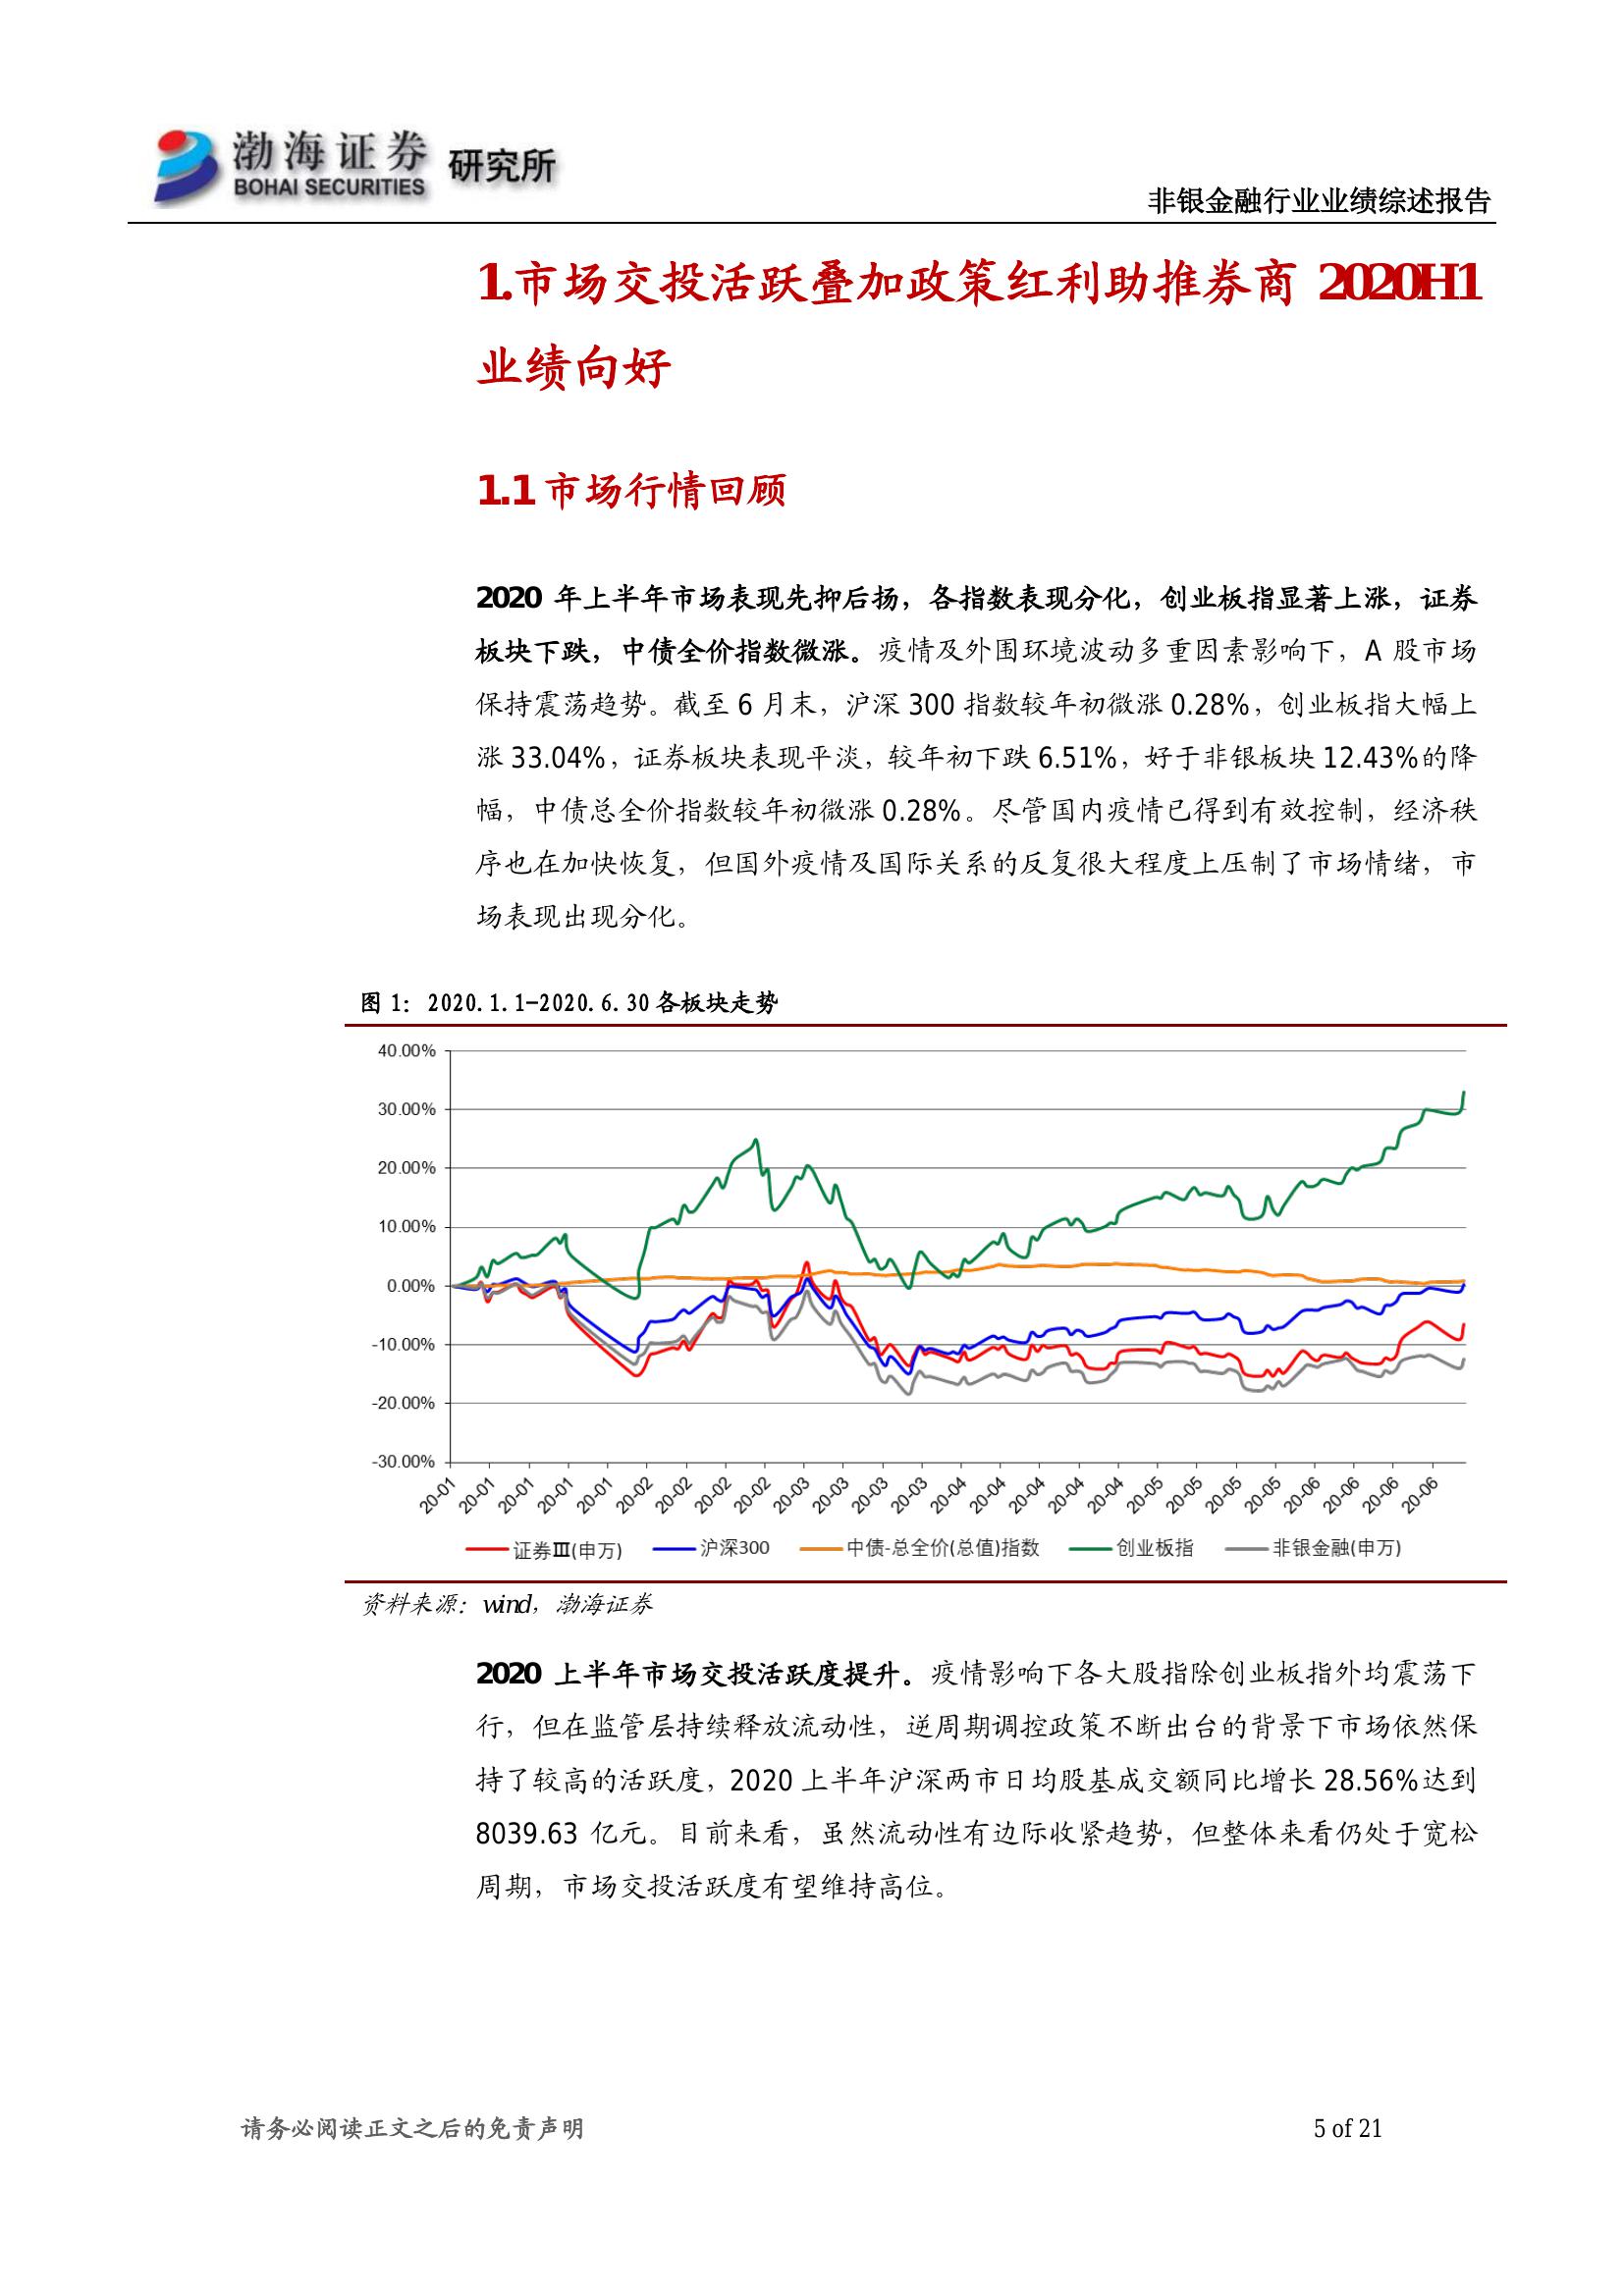 渤海证券 研究所
BOHAI SECURITIES
非银金融行业业绩综述报告
1.市场交投活跃叠加政策红利助推券商 2020H1
业绩向好
1.1 市场行情回顾
2020 年上半年市场表现先抑后扬，各指数表现分化，创业板指显著上涨，证券
板块下跌，中债全价指数微涨。疫情及外围环境波动多重因素影响下，A 股市场
保持震荡趋势。截至 6 月末，沪深 300 指数较年初微涨 0.28%，创业板指大幅上
涨 33.04%，证券板块表现平淡，较年初下跌 6.51%，好于非银板块 12.43%的降
幅，中债总全价指数较年初微涨 0.28%。尽管国内疫情已得到有效控制，经济秩
序也在加快恢复，但国外疫情及国际关系的反复很大程度上压制了市场情绪，市
场表现出现分化。
图 1：2020.1.1-2020.6.30 各板块走势
40.00%
30.00%
20.00%
10.00%
0.00%
-10.00%
-20.00%
-30.00%
20-01 20-01 20-01 20-01 20-01 20-02 20-02 20-02 20-02 20-03 20-03 20-03 20-03 20-04 20-04 20-04 20-04 20-04 20-05 20-05 20-05 20-05 20-06 20-06 20-06 20-06
证券Ⅲ(申万) 沪深300 中债-总全价(总值)指数 创业板指 非银金融(申万)
资料来源：wind，渤海证券
2020 上半年市场交投活跃度提升。疫情影响下各大股指除创业板指外均震荡下
行，但在监管层持续释放流动性，逆周期调控政策不断出台的背景下市场依然保
持了较高的活跃度，2020 上半年沪深两市日均股基成交额同比增长 28.56%达到
8039.63 亿元。目前来看，虽然流动性有边际收紧趋势，但整体来看仍处于宽松
周期，市场交投活跃度有望维持高位。
请务必阅读正文之后的免责声明
5 of 21